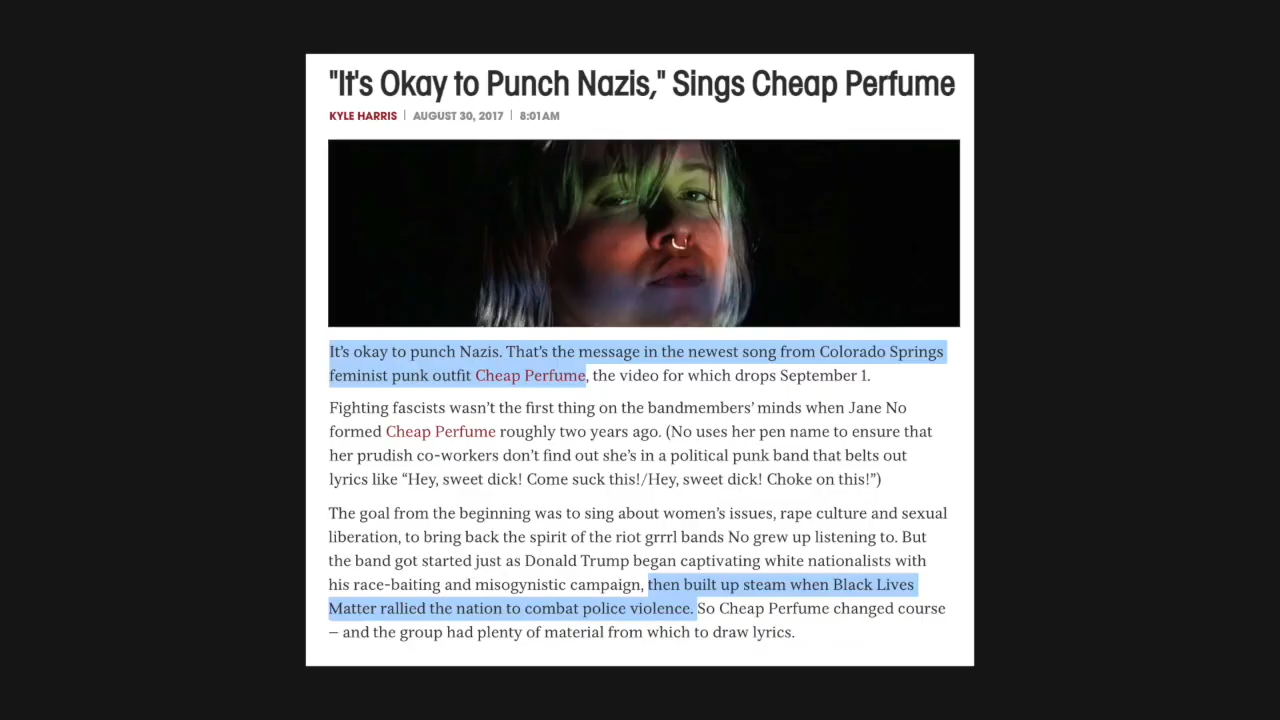 "It's Okay to Punch Nazis," Sings Cheap Perfume
KYLE HARRIS | AUGUST 30, 2017 | 8:01AM
It's okay to punch Nazis. That's the message in the newest song from Colorado Springs
feminist punk outfit Cheap Perfume, the video for which drops September 1.
Fighting fascists wasn't the first thing on the bandmembers' minds when Jane No
formed Cheap Perfume roughly two years ago. (No uses her pen name to ensure that
her prudish co-workers don't find out she's in a political punk band that belts out
lyrics like “Hey, sweet dick! Come suck this!/Hey, sweet dick! Choke on this!”)
The goal from the beginning was to sing about women's issues, rape culture and sexual
liberation, to bring back the spirit of the riot grrrl bands No grew up listening to. But
the band got started just as Donald Trump began captivating white nationalists with
his race-baiting and misogynistic campaign, then built up steam when Black Lives
Matter rallied the nation to combat police violence. So Cheap Perfume changed course
– and the group had plenty of material from which to draw lyrics.